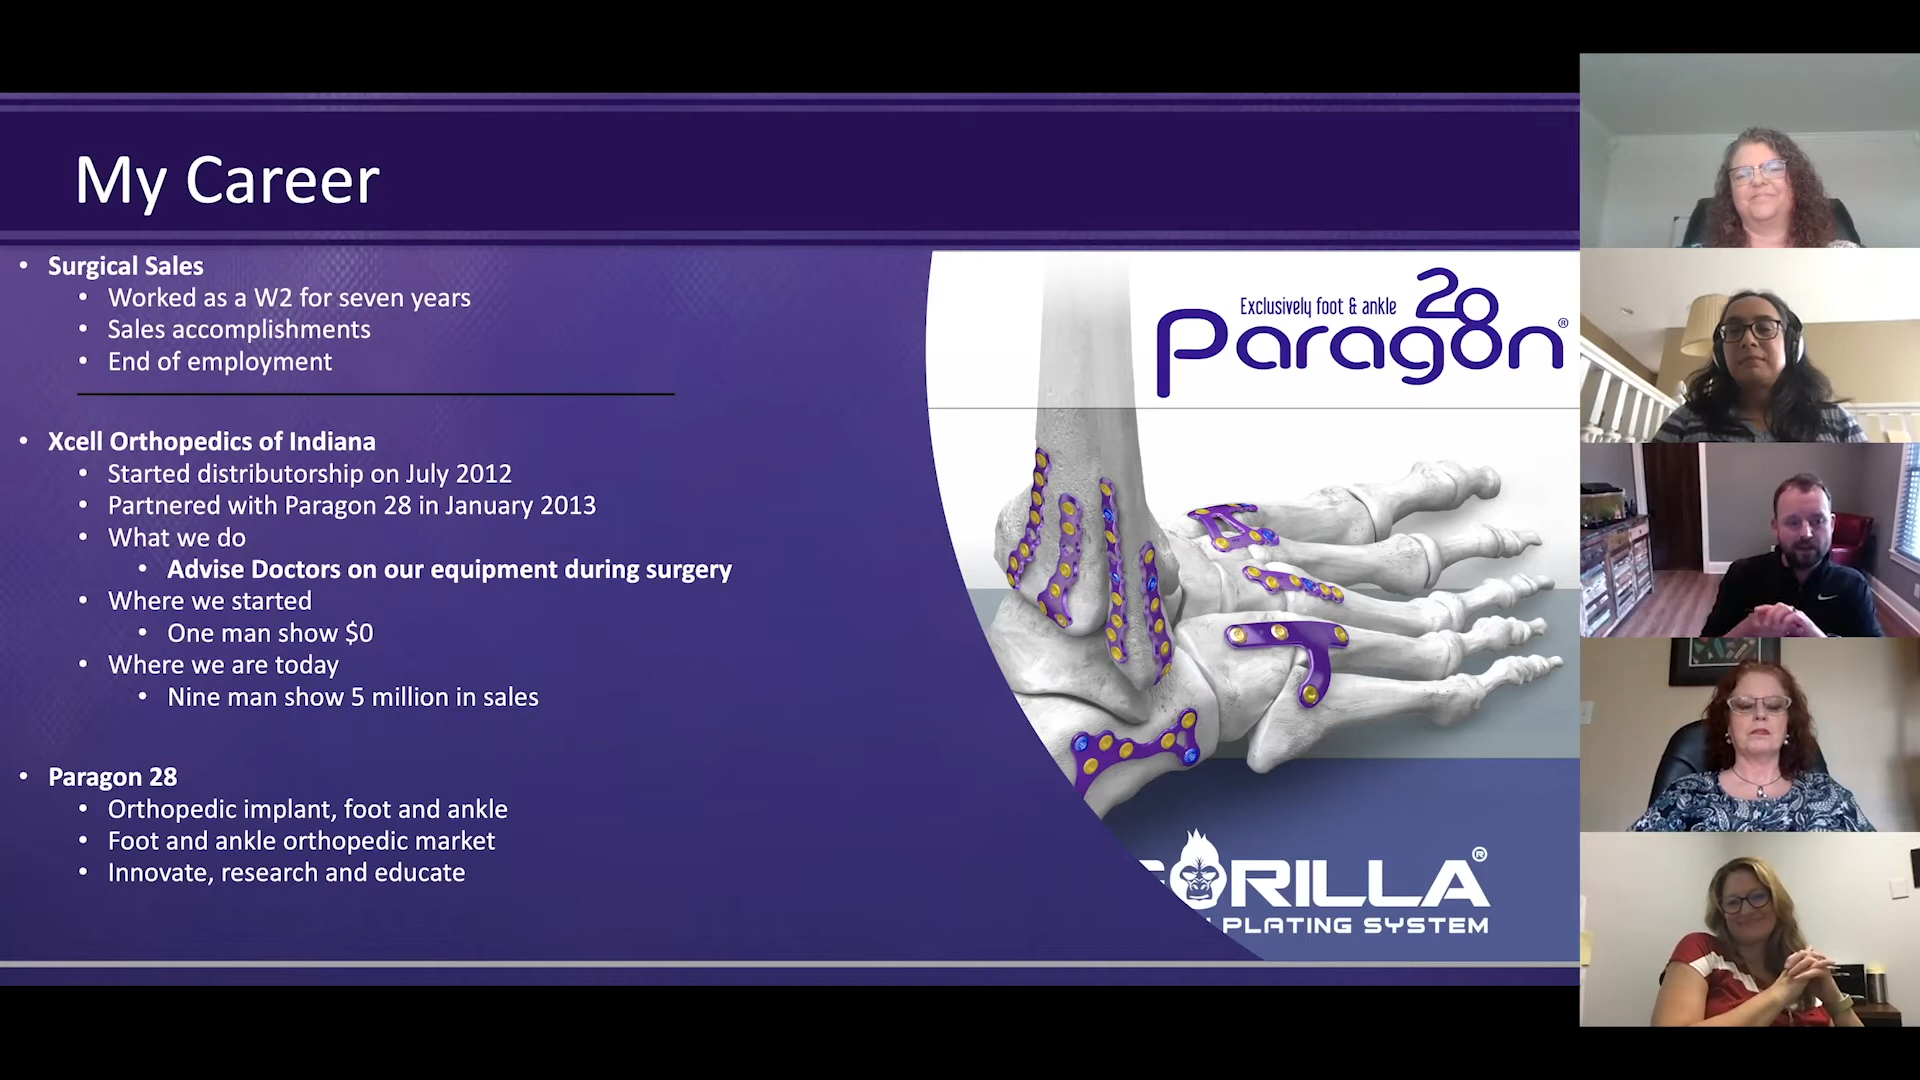 My Career
• Surgical Sales
• Worked as a W2 for seven years
• Sales accomplishments
• End of employment
• Xcell Orthopedics of Indiana
• Started distributorship on July 2012
• Partnered with Paragon 28 in January 2013
• What we do
• Advise Doctors on our equipment during surgery
• Where we started
• One man show $0
• Where we are today
• Nine man show 5 million in sales
• Paragon 28
• Orthopedic implant, foot and ankle
• Foot and ankle orthopedic market
• Innovate, research and educate
Exclusively foot & ankle
Paragon 28®
GORILLA®
PLATING SYSTEM